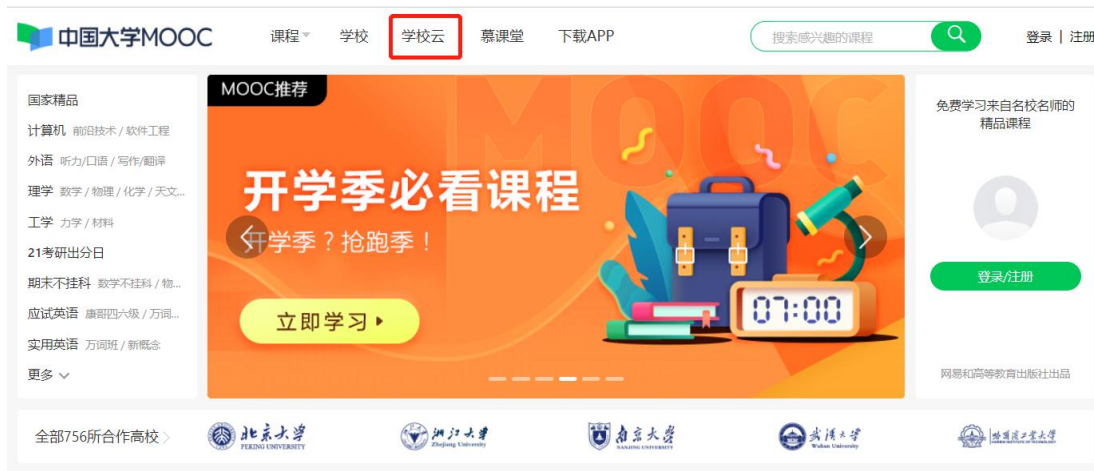 中国大学MOOC 课程 学校 学校云 慕课堂 下载APP 搜索感兴趣的课程 登录 | 注册
国家精品
计算机 前沿技术 / 软件工程
外语 听力/口语 / 写作/翻译
理学 数学 / 物理 / 化学 / 天文...
工学 力学 / 材料
21考研出分日
期末不挂科 数学不挂科 / 物...
应试英语 康哥四六级 / 万词...
实用英语 万词班 / 新概念
更多
MOOC推荐
MOOC
开学季必看课程
开学季？抢跑季！
立即学习
07:00
免费学习来自名校名师的
精品课程
登录/注册
网易和高等教育出版社出品
全部756所合作高校 北京大学 浙江大学 南京大学 武汉大学 哈尔滨工业大学
PEKING UNIVERSITY Zhejiang University NANJING UNIVERSITY Wuhan University HARBIN INSTITUTE OF TECHNOLOGY